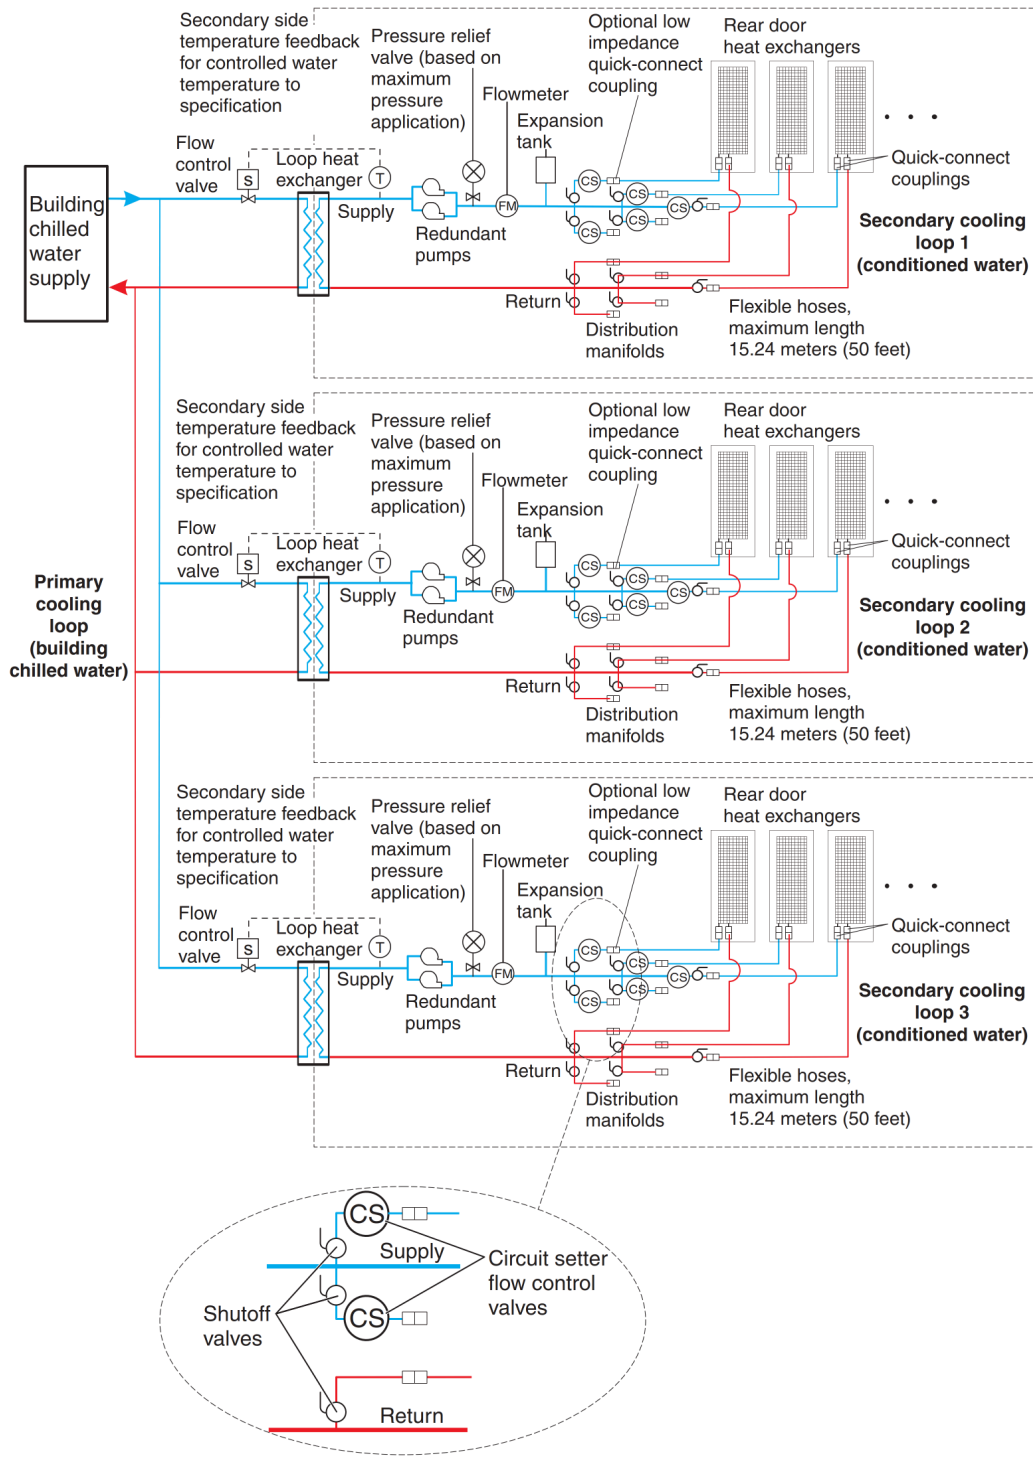 Secondary side
temperature feedback
for controlled water
temperature to
specification
Pressure relief
valve (based on
maximum
pressure
application)
Flowmeter
Expansion
tank
Optional low
impedance
quick-connect
coupling
Rear door
heat exchangers
. . .
Quick-connect
couplings
Flow
control
valve
S
Loop heat
exchanger
T
Supply
Redundant
pumps
FM
CS
CS
CS
CS
CS
Building
chilled
water
supply
Secondary cooling
loop 1
(conditioned water)
Return
Distribution
manifolds
Flexible hoses,
maximum length
15.24 meters (50 feet)
Secondary side
temperature feedback
for controlled water
temperature to
specification
Pressure relief
valve (based on
maximum
pressure
application)
Flowmeter
Expansion
tank
Optional low
impedance
quick-connect
coupling
Rear door
heat exchangers
. . .
Quick-connect
couplings
Flow
control
valve
S
Loop heat
exchanger
T
Supply
Redundant
pumps
FM
CS
CS
CS
CS
CS
Primary
cooling
loop
(building
chilled water)
Secondary cooling
loop 2
(conditioned water)
Return
Distribution
manifolds
Flexible hoses,
maximum length
15.24 meters (50 feet)
Secondary side
temperature feedback
for controlled water
temperature to
specification
Pressure relief
valve (based on
maximum
pressure
application)
Flowmeter
Expansion
tank
Optional low
impedance
quick-connect
coupling
Rear door
heat exchangers
. . .
Quick-connect
couplings
Flow
control
valve
S
Loop heat
exchanger
T
Supply
Redundant
pumps
FM
CS
CS
CS
CS
CS
Secondary cooling
loop 3
(conditioned water)
Return
Distribution
manifolds
Flexible hoses,
maximum length
15.24 meters (50 feet)
CS
Supply
Circuit setter
flow control
valves
CS
Shutoff
valves
Return